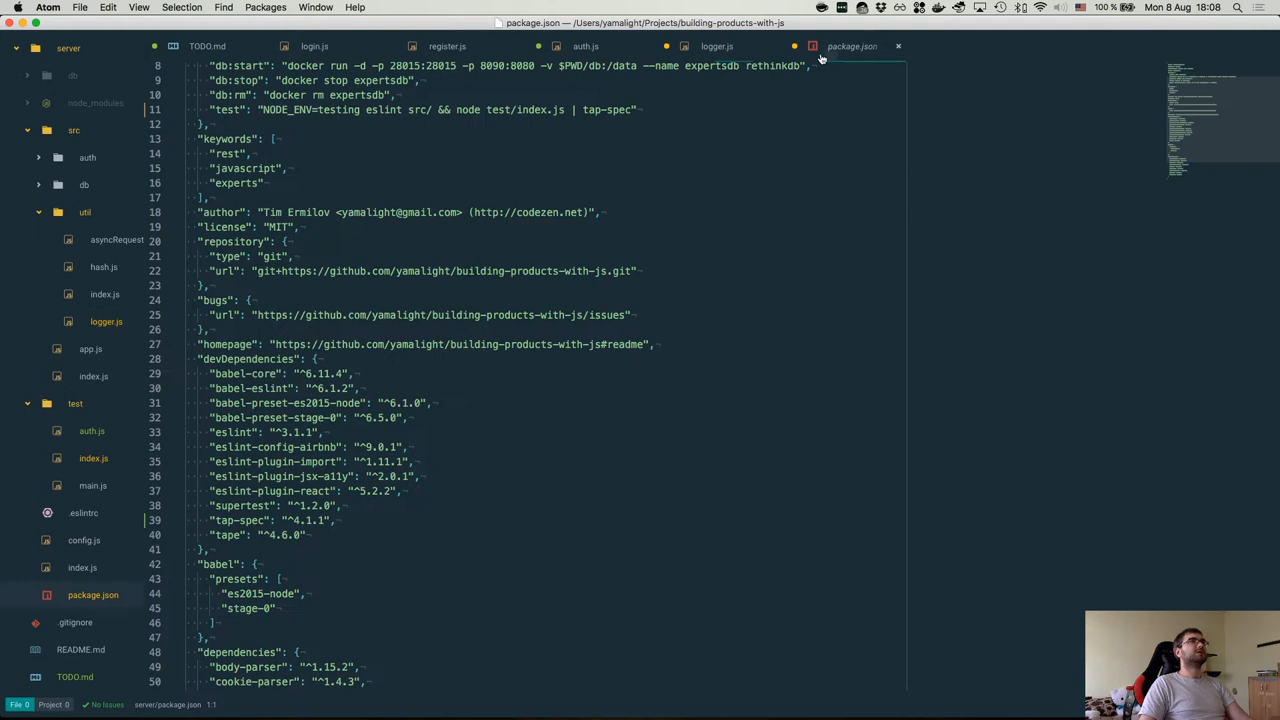 Atom File Edit View Selection Find Packages Window Help 100 % Mon 8 Aug 18:08
package.json — /Users/yamalight/Projects/building-products-with-js
server
db
node_modules
src
auth
db
util
asyncRequest
hash.js
index.js
logger.js
app.js
index.js
test
auth.js
index.js
main.js
.eslintrc
config.js
index.js
package.json
.gitignore
README.md
TODO.md
TODO.md login.js register.js auth.js logger.js package.json
8 "db:start": "docker run -d -p 28015:28015 -p 8090:8080 -v $PWD/db:/data --name expertsdb rethinkdb",
9 "db:stop": "docker stop expertsdb",
10 "db:rm": "docker rm expertsdb",
11 "test": "NODE_ENV=testing eslint src/ && node test/index.js | tap-spec"
12 },
13 "keywords": [
14 "rest",
15 "javascript",
16 "experts"
17 ],
18 "author": "Tim Ermilov <yamalight@gmail.com> (http://codezen.net)",
19 "license": "MIT",
20 "repository": {
21 "type": "git",
22 "url": "git+https://github.com/yamalight/building-products-with-js.git"
23 },
24 "bugs": {
25 "url": "https://github.com/yamalight/building-products-with-js/issues"
26 },
27 "homepage": "https://github.com/yamalight/building-products-with-js#readme",
28 "devDependencies": {
29 "babel-core": "^6.11.4",
30 "babel-eslint": "^6.1.2",
31 "babel-preset-es2015-node": "^6.1.0",
32 "babel-preset-stage-0": "^6.5.0",
33 "eslint": "^3.1.1",
34 "eslint-config-airbnb": "^9.0.1",
35 "eslint-plugin-import": "^1.11.1",
36 "eslint-plugin-jsx-a11y": "^2.0.1",
37 "eslint-plugin-react": "^5.2.2",
38 "supertest": "^1.2.0",
39 "tap-spec": "^4.1.1",
40 "tape": "^4.6.0"
41 },
42 "babel": {
43 "presets": [
44 "es2015-node",
45 "stage-0"
46 ]
47 },
48 "dependencies": {
49 "body-parser": "^1.15.2",
50 "cookie-parser": "^1.4.3",
File 0 Project 0 No Issues server/package.json 1:1